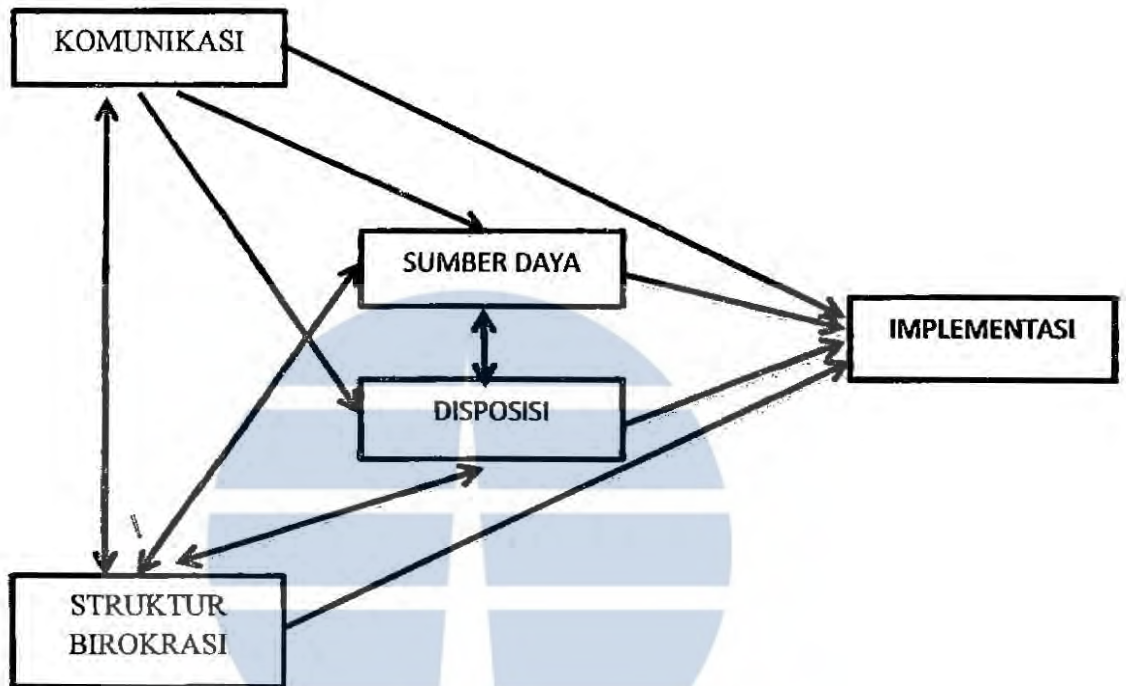 KOMUNIKASI
SUMBER DAYA
IMPLEMENTASI
DISPOSISI
STRUKTUR
BIROKRASI